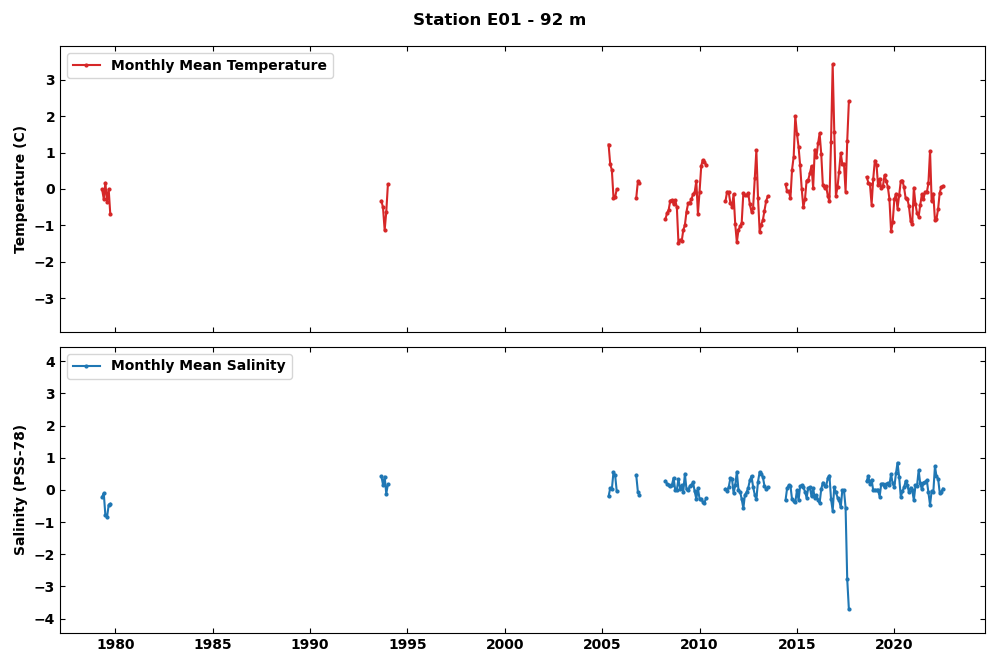 Station E01 - 92 m
Monthly Mean Temperature
Temperature (C)
3
2
1
0
−1
−2
−3
Monthly Mean Salinity
Salinity (PSS-78)
4
3
2
1
0
−1
−2
−3
−4
1980 1985 1990 1995 2000 2005 2010 2015 2020